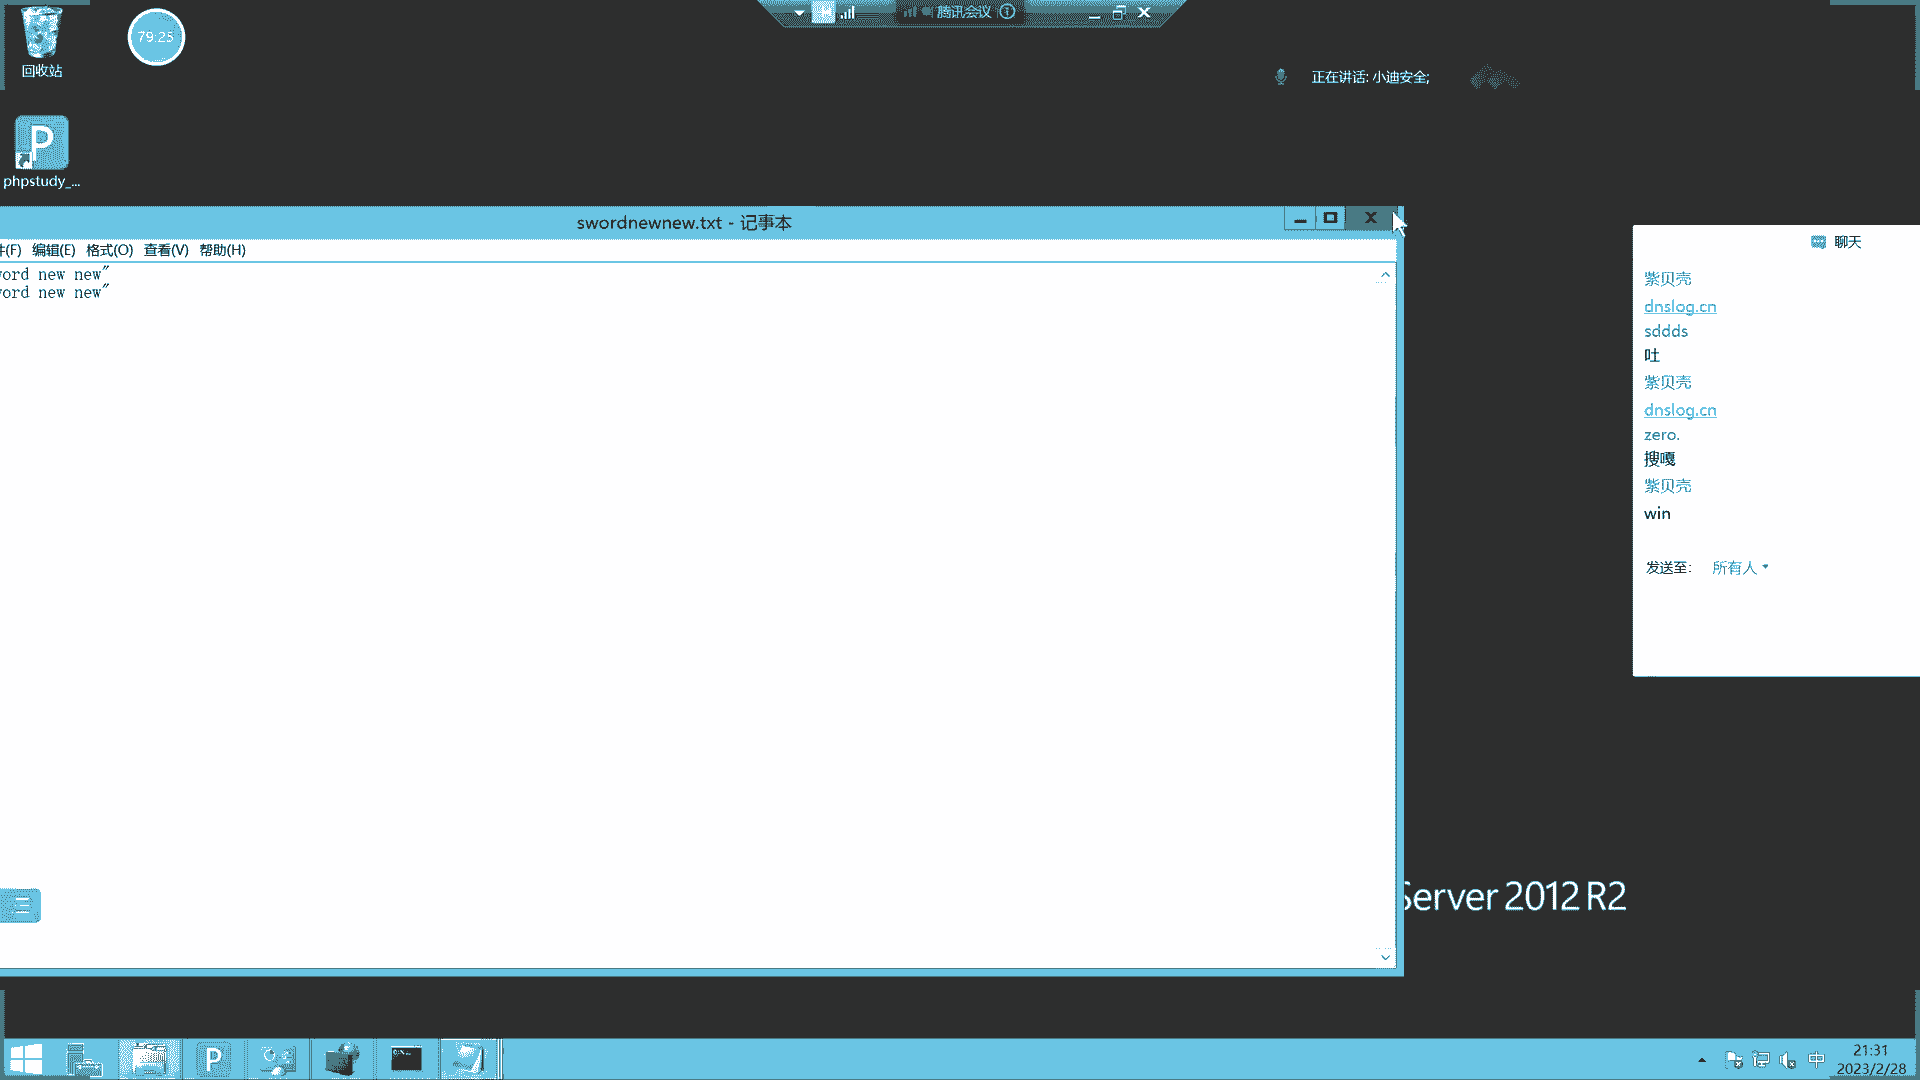 腾讯会议
回收站
79:25
正在讲话: 小迪安全;
P
phpstudy_...
swordnewnew.txt - 记事本
件(F) 编辑(E) 格式(O) 查看(V) 帮助(H)
word new new"
word new new"
聊天
紫贝壳
dnslog.cn
sddds
吐
紫贝壳
dnslog.cn
zero.
搜嘎
紫贝壳
win
发送至: 所有人
Server 2012 R2
P
中
21:31
2023/2/28